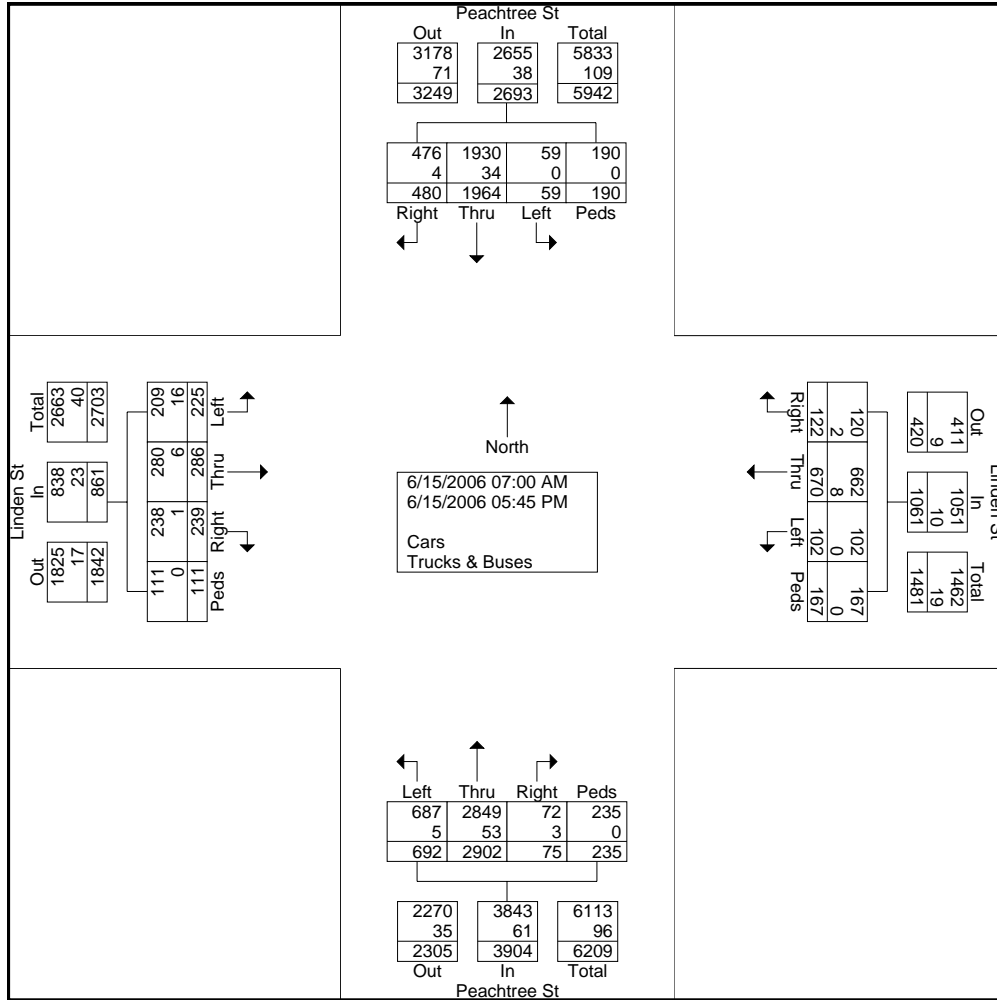 Peachtree St
Out In Total
3178 2655 5833
71 38 109
3249 2693 5942
476 1930 59 190
4 34 0 0
480 1964 59 190
Right Thru Left Peds
Linden St
Total In Out
2663 838 1825
40 23 17
2703 861 1842
209 280 238 111
16 6 1 0
225 286 239 111
Left Thru Right Peds
North
6/15/2006 07:00 AM
6/15/2006 05:45 PM
Cars
Trucks & Buses
Right Thru Left Peds
122 670 102 167
2 8 0 0
120 662 102 167
Out In Total
411 1051 1462
9 10 19
420 1061 1481
Linden St
Left Thru Right Peds
687 2849 72 235
5 53 3 0
692 2902 75 235
2270 3843 6113
35 61 96
2305 3904 6209
Out In Total
Peachtree St